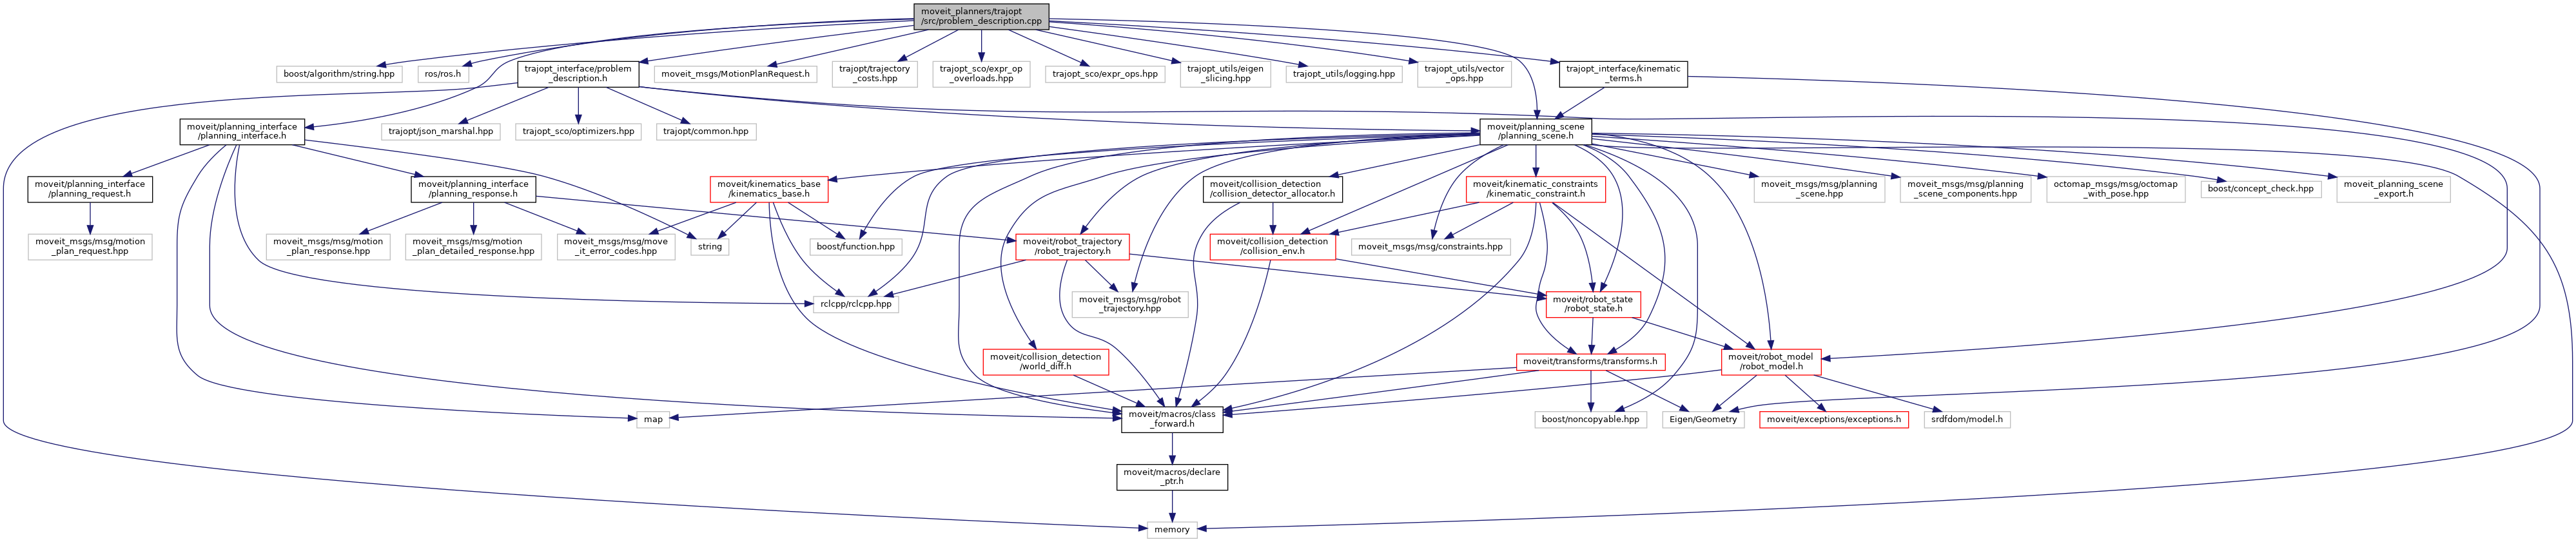 moveit_planners/trajopt
/src/problem_description.cpp
boost/algorithm/string.hpp
ros/ros.h
trajopt_interface/problem
_description.h
moveit_msgs/MotionPlanRequest.h
trajopt/trajectory
_costs.hpp
trajopt_sco/expr_op
_overloads.hpp
trajopt_sco/expr_ops.hpp
trajopt_utils/eigen
_slicing.hpp
trajopt_utils/logging.hpp
trajopt_utils/vector
_ops.hpp
trajopt_interface/kinematic
_terms.h
moveit/planning_interface
/planning_interface.h
trajopt/json_marshal.hpp
trajopt_sco/optimizers.hpp
trajopt/common.hpp
moveit/planning_scene
/planning_scene.h
moveit/planning_interface
/planning_request.h
moveit/planning_interface
/planning_response.h
moveit/kinematics_base
/kinematics_base.h
moveit/collision_detection
/collision_detector_allocator.h
moveit/kinematic_constraints
/kinematic_constraint.h
moveit_msgs/msg/planning
_scene.hpp
moveit_msgs/msg/planning
_scene_components.hpp
octomap_msgs/msg/octomap
_with_pose.hpp
boost/concept_check.hpp
moveit_planning_scene
_export.h
moveit_msgs/msg/motion
_plan_request.hpp
moveit_msgs/msg/motion
_plan_response.hpp
moveit_msgs/msg/motion
_plan_detailed_response.hpp
moveit_msgs/msg/move
_it_error_codes.hpp
string
boost/function.hpp
moveit/robot_trajectory
/robot_trajectory.h
moveit/collision_detection
/collision_env.h
moveit_msgs/msg/constraints.hpp
rclcpp/rclcpp.hpp
moveit_msgs/msg/robot
_trajectory.hpp
moveit/robot_state
/robot_state.h
moveit/collision_detection
/world_diff.h
moveit/transforms/transforms.h
moveit/robot_model
/robot_model.h
map
moveit/macros/class
_forward.h
boost/noncopyable.hpp
Eigen/Geometry
moveit/exceptions/exceptions.h
srdfdom/model.h
moveit/macros/declare
_ptr.h
memory